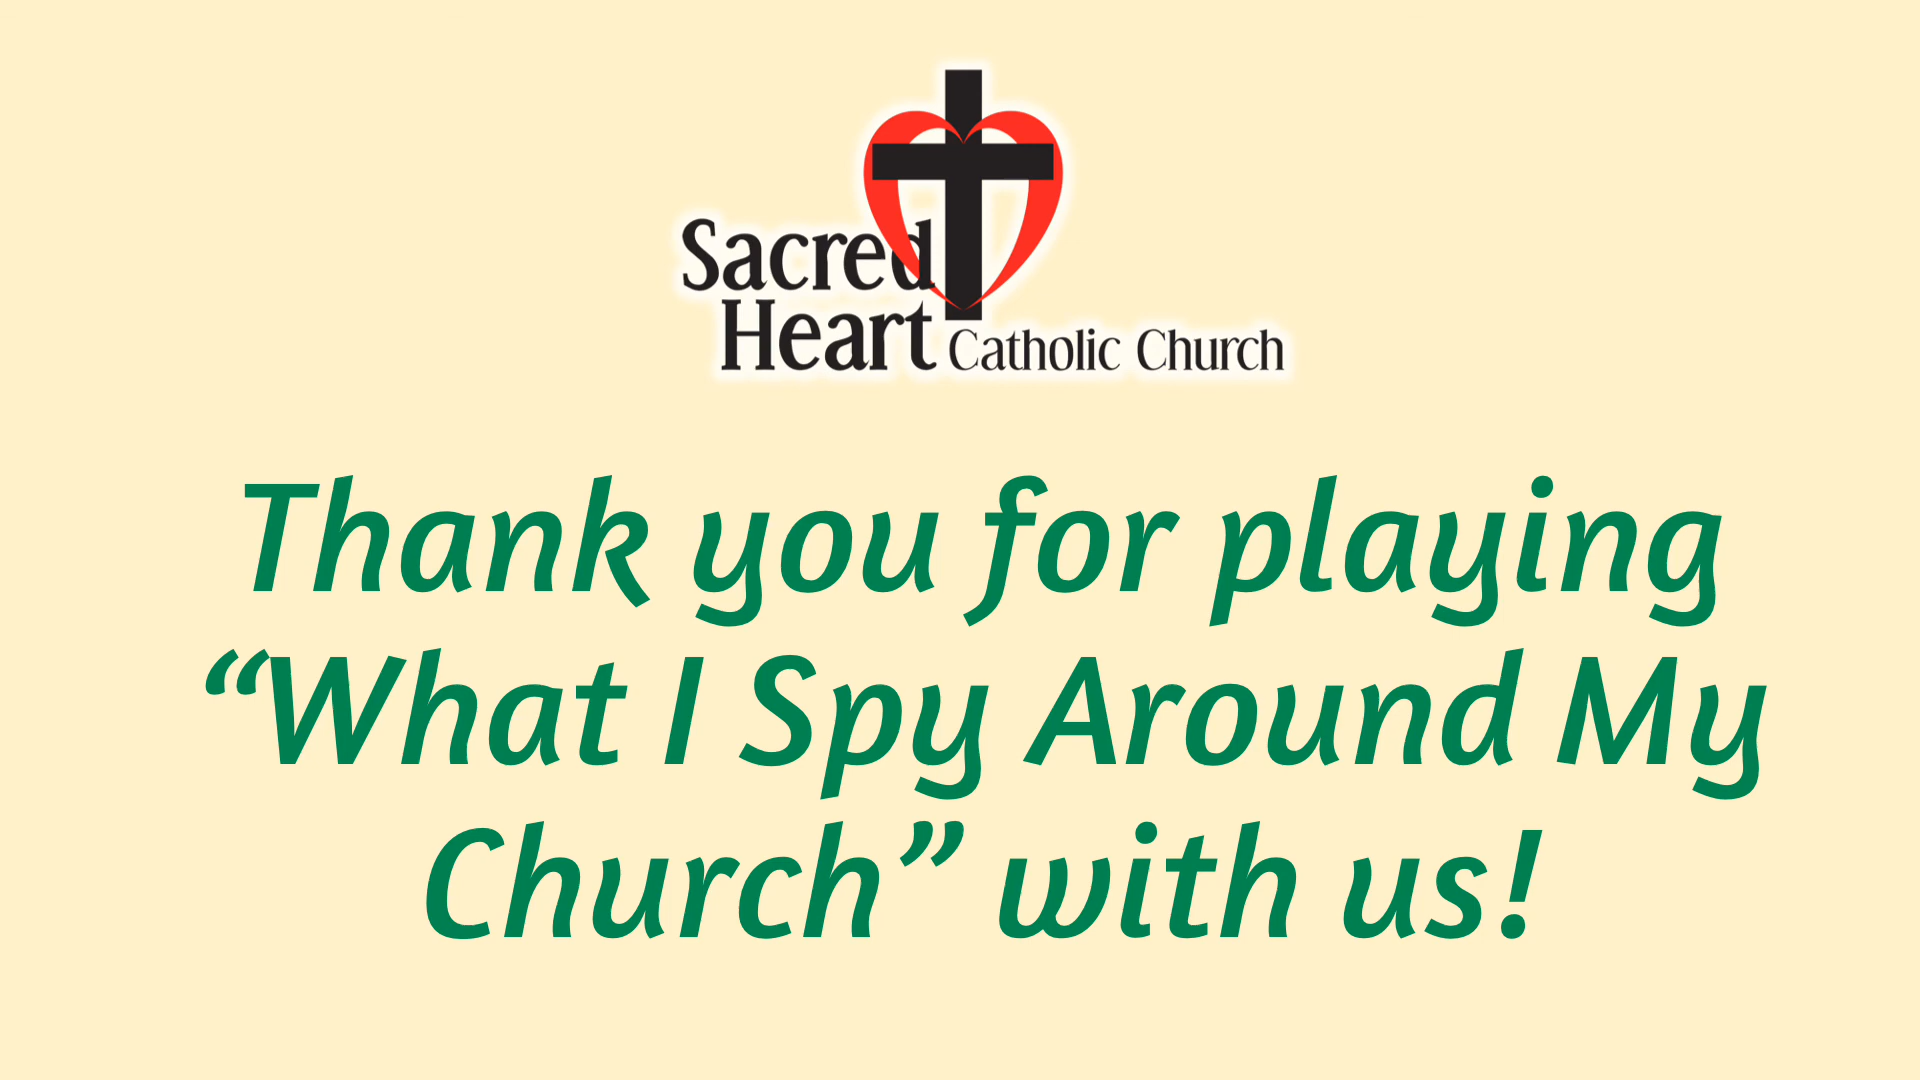 Sacred
Heart Catholic Church
Thank you for playing
“What I Spy Around My
Church” with us!